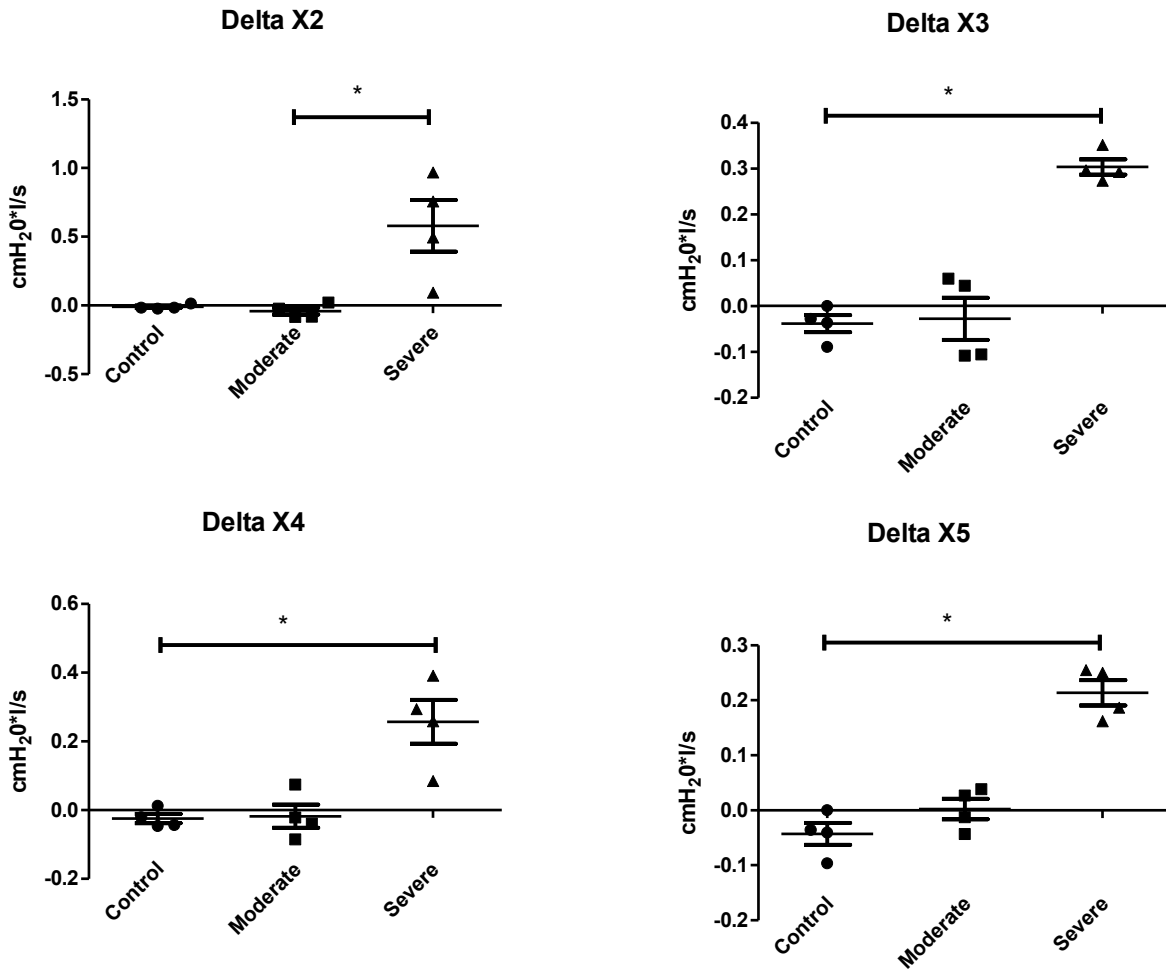 Delta X2
*
1.5
1.0
0.5
0.0
-0.5
cmH₂0*l/s
Control
Moderate
Severe
Delta X3
*
0.4
0.3
0.2
0.1
0.0
-0.1
-0.2
cmH₂0*l/s
Control
Moderate
Severe
Delta X4
*
0.6
0.4
0.2
0.0
-0.2
cmH₂0*l/s
Control
Moderate
Severe
Delta X5
*
0.3
0.2
0.1
0.0
-0.1
-0.2
cmH₂0*l/s
Control
Moderate
Severe